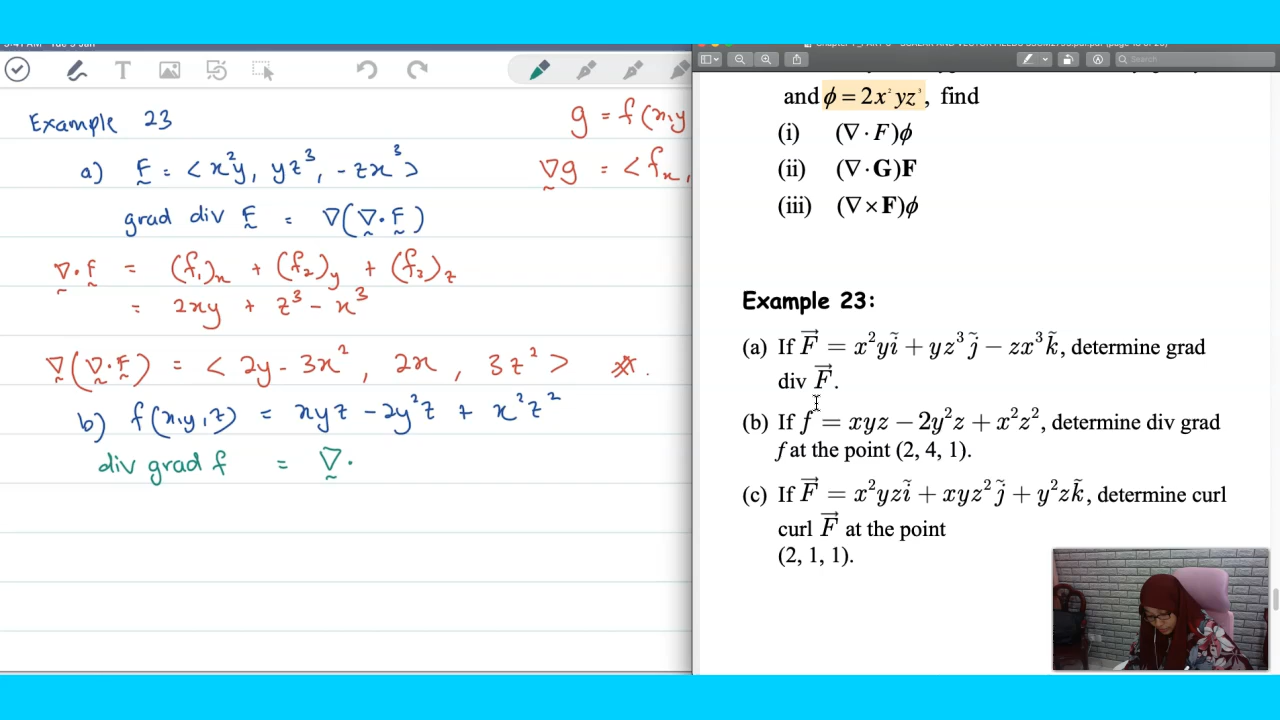 Example 23
g = f(x,y
a) F̰ = < x²y, yz³, -zx³ >
∇̰g = < fₓ,
grad div F̰ = ∇(∇̰·F̰)
∇̰·f̰ = (f₁)ₓ + (f₂)y + (f₃)z
= 2xy + z³ - x³
∇̰(∇̰·F̰) = < 2y - 3x², 2x, 3z² >
b) f(x,y,z) = xyz - 2y²z + x²z²
div grad f = ∇̰·
Search
and ϕ = 2x²yz³, find
(i) (∇ · F)ϕ
(ii) (∇ · G)F
(iii) (∇ × F)ϕ
Example 23:
(a) If F⃗ = x²yĩ + yz³j̃ − zx³k̃, determine grad
div F⃗.
(b) If f = xyz − 2y²z + x²z², determine div grad
f at the point (2, 4, 1).
(c) If F⃗ = x²yzĩ + xyz²j̃ + y²zk̃, determine curl
curl F⃗ at the point
(2, 1, 1).